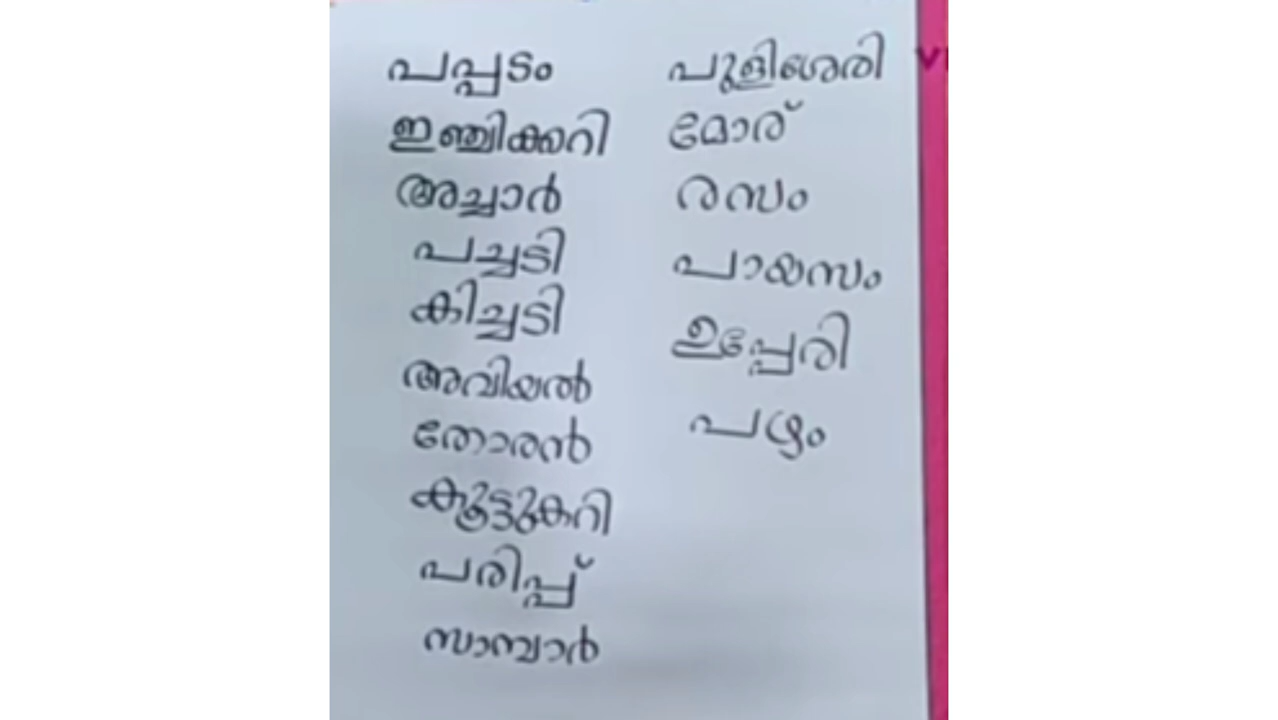 പപ്പടം
ഇഞ്ചിക്കറി
അച്ചാർ
പച്ചടി
കിച്ചടി
അവിയൽ
തോരൻ
കൂട്ടുകറി
പരിപ്പ്
സാമ്പാർ
പുളിശേരി
മോര്
രസം
പായസം
ഉപ്പേരി
പഴം